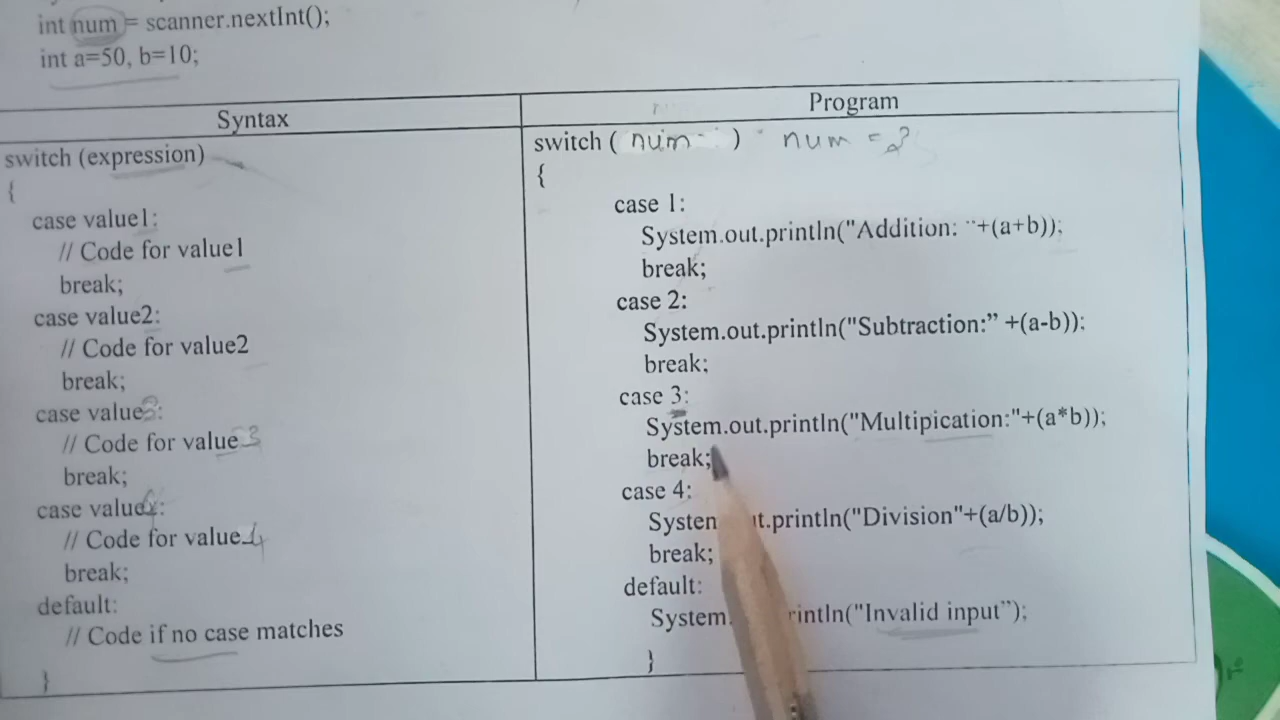 int num = scanner.nextInt();
int a=50, b=10;
Syntax
switch (expression)
{
case value1:
// Code for value1
break;
case value2:
// Code for value2
break;
case value3:
// Code for value 3
break;
case value4:
// Code for value 4
break;
default:
// Code if no case matches
}
Program
switch ( num ) num =
{
case 1:
System.out.println("Addition: "+(a+b));
break;
case 2:
System.out.println("Subtraction:” +(a-b));
break;
case 3:
System.out.println("Multipication:"+(a*b));
break;
case 4:
println("Division"+(a/b));
break;
default:
System. ("Invalid input”);
}